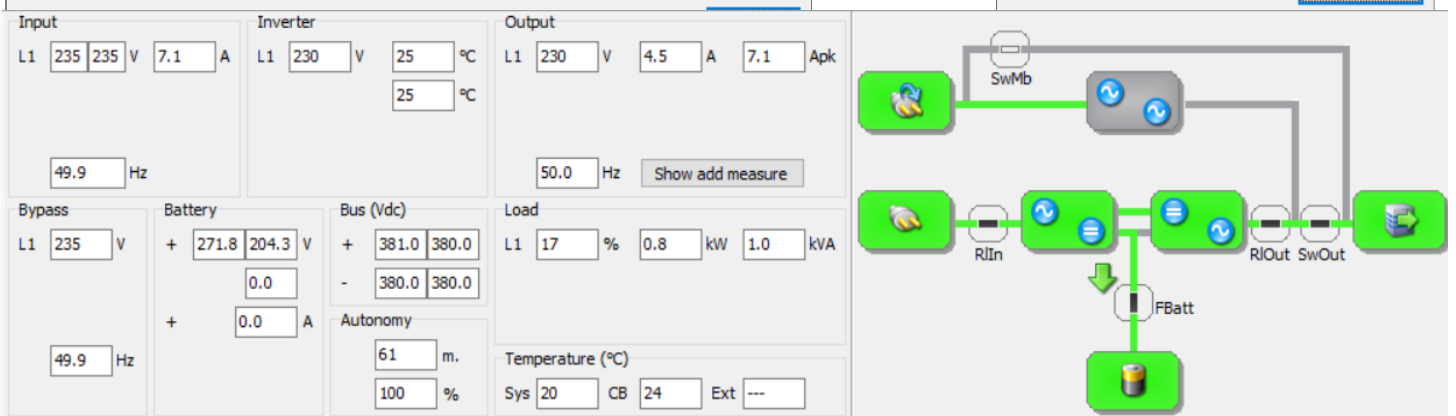 Input
L1 235 235 V 7.1 A
49.9 Hz
Inverter
L1 230 V 25 ºC
25 ºC
Output
L1 230 V 4.5 A 7.1 Apk
50.0 Hz Show add measure
Bypass
L1 235 V
49.9 Hz
Battery
+ 271.8 204.3 V
0.0
+ 0.0 A
Bus (Vdc)
+ 381.0 380.0
- 380.0 380.0
Autonomy
61 m.
100 %
Load
L1 17 % 0.8 kW 1.0 kVA
Temperature (ºC)
Sys 20 CB 24 Ext ---
SwMb
RlIn
RlOut SwOut
FBatt